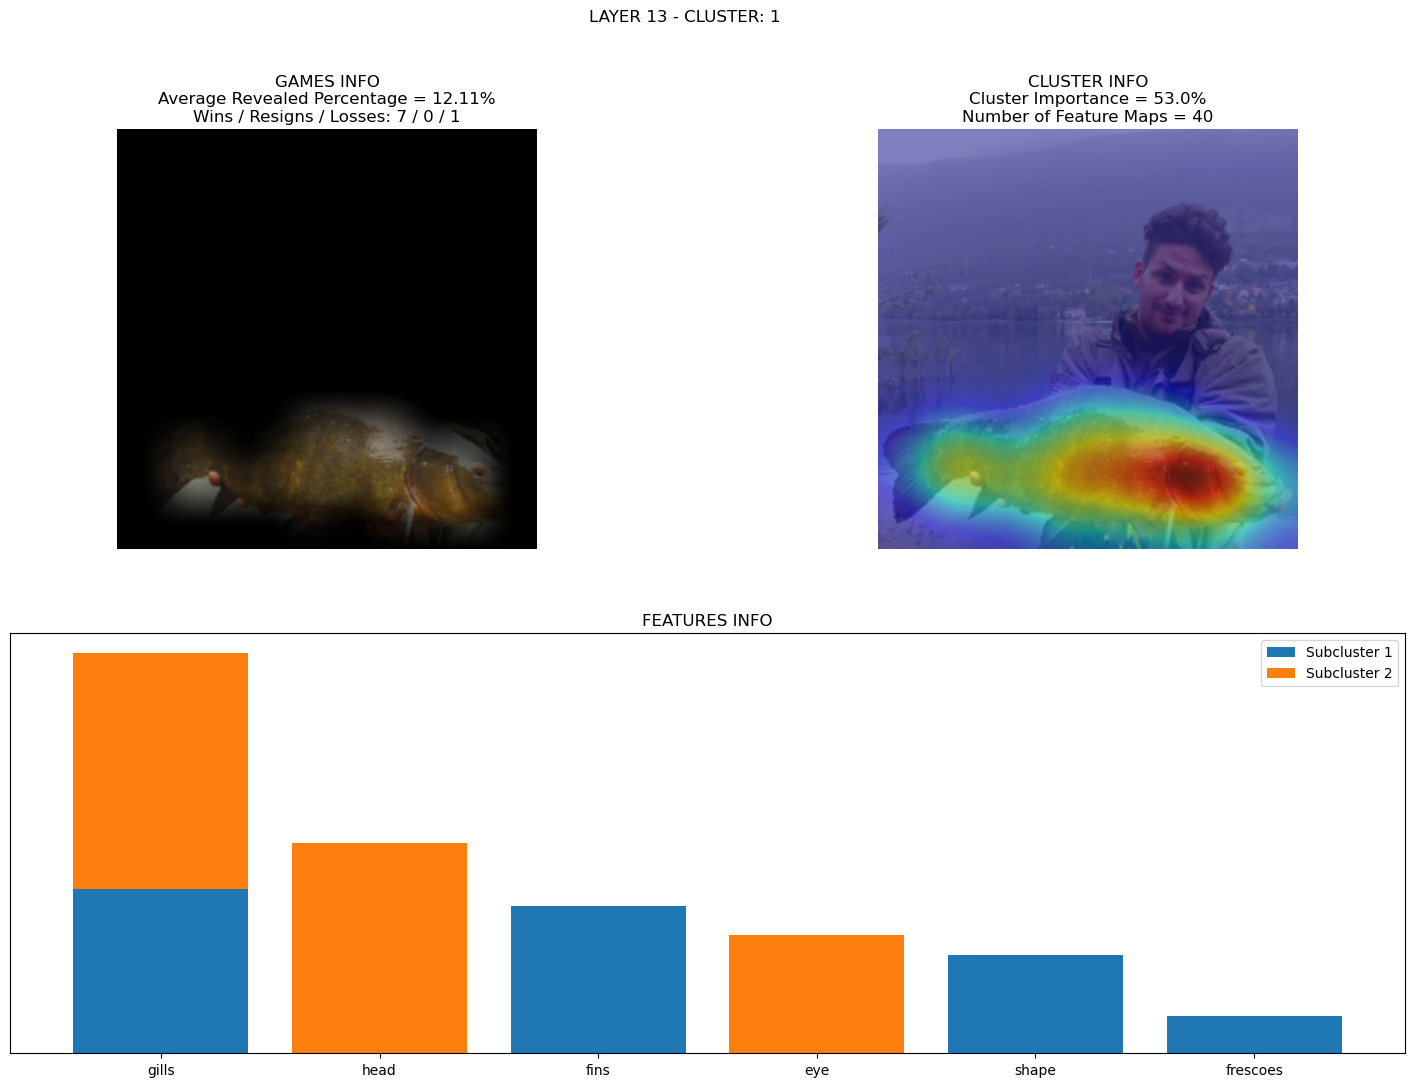 LAYER 13 - CLUSTER: 1
GAMES INFO
Average Revealed Percentage = 12.11%
Wins / Resigns / Losses: 7 / 0 / 1
CLUSTER INFO
Cluster Importance = 53.0%
Number of Feature Maps = 40
FEATURES INFO
Subcluster 1
Subcluster 2
gills head fins eye shape frescoes